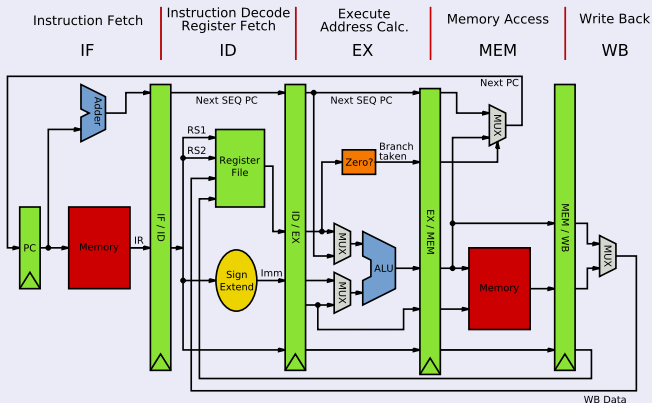 Instruction Fetch
IF
Instruction Decode
Register Fetch
ID
Execute
Address Calc.
EX
Memory Access
MEM
Write Back
WB
Next PC
Adder
Next SEQ PC
Next SEQ PC
MUX
RS1
RS2
Register
File
Branch
taken
Zero?
IF / ID
ID / EX
EX / MEM
MEM / WB
PC
Memory
IR
MUX
ALU
MUX
Sign
Extend
Imm
MUX
Memory
MUX
WB Data